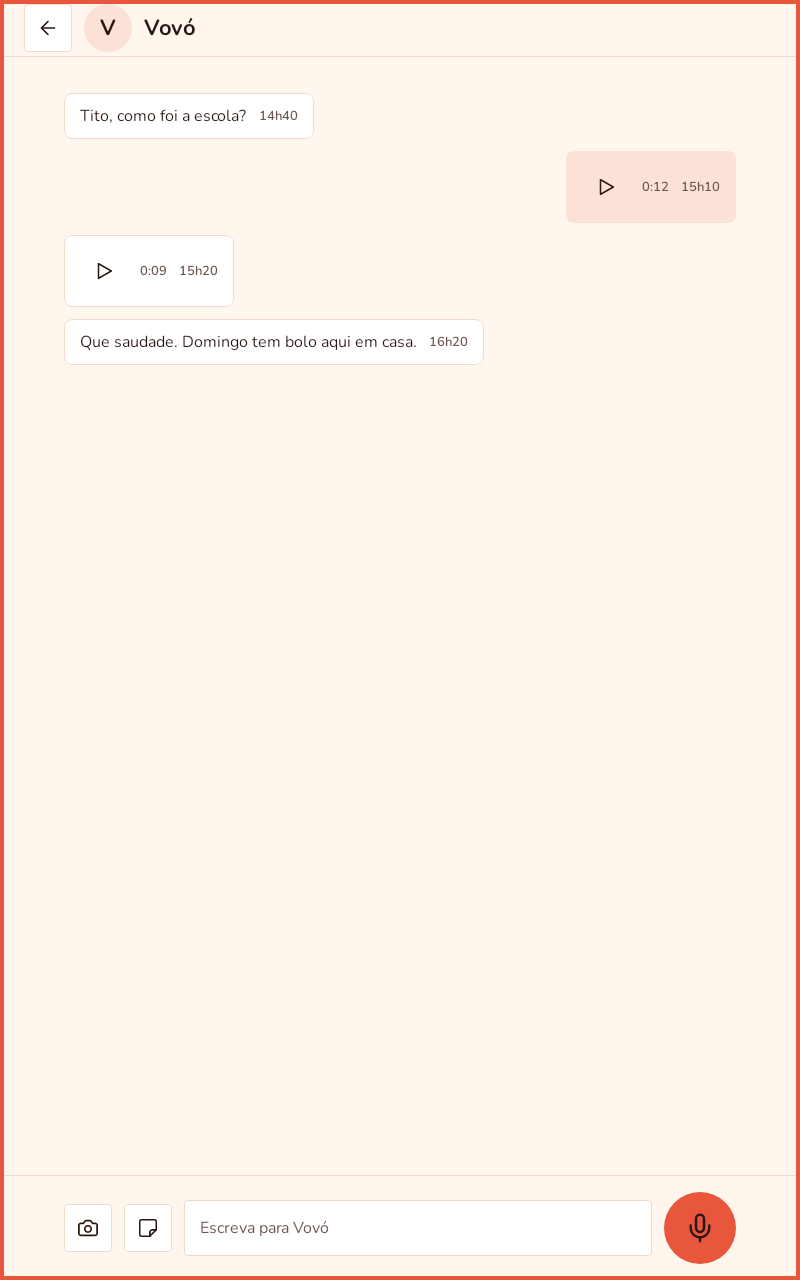 V Vovó
Tito, como foi a escola? 14h40
0:12 15h10
0:09 15h20
Que saudade. Domingo tem bolo aqui em casa. 16h20
Escreva para Vovó